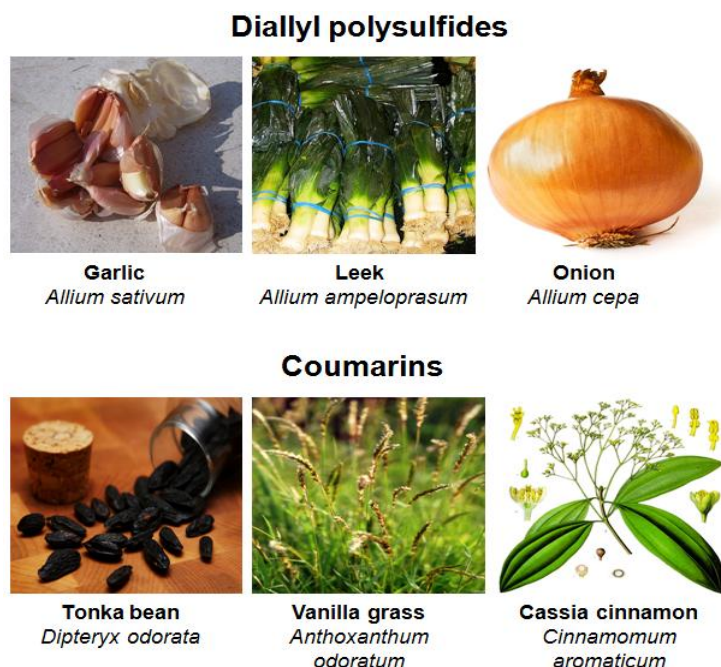 Diallyl polysulfides
Garlic
Allium sativum
Leek
Allium ampeloprasum
Onion
Allium cepa
Coumarins
Tonka bean
Dipteryx odorata
Vanilla grass
Anthoxanthum
odoratum
Cassia cinnamon
Cinnamomum
aromaticum